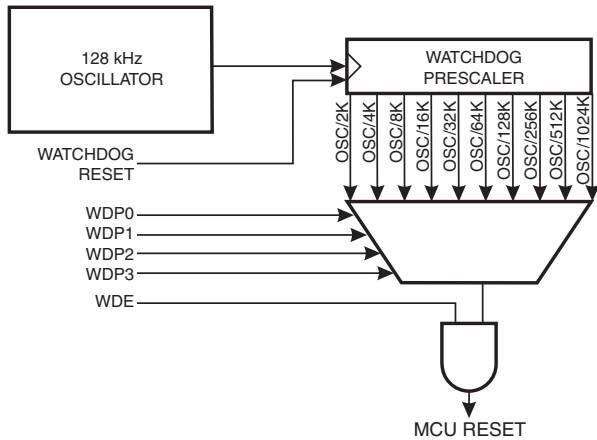 128 kHz
OSCILLATOR
WATCHDOG
PRESCALER
OSC/2K
OSC/4K
OSC/8K
OSC/16K
OSC/32K
OSC/64K
OSC/128K
OSC/256K
OSC/512K
OSC/1024K
WATCHDOG
RESET
WDP0
WDP1
WDP2
WDP3
WDE
MCU RESET